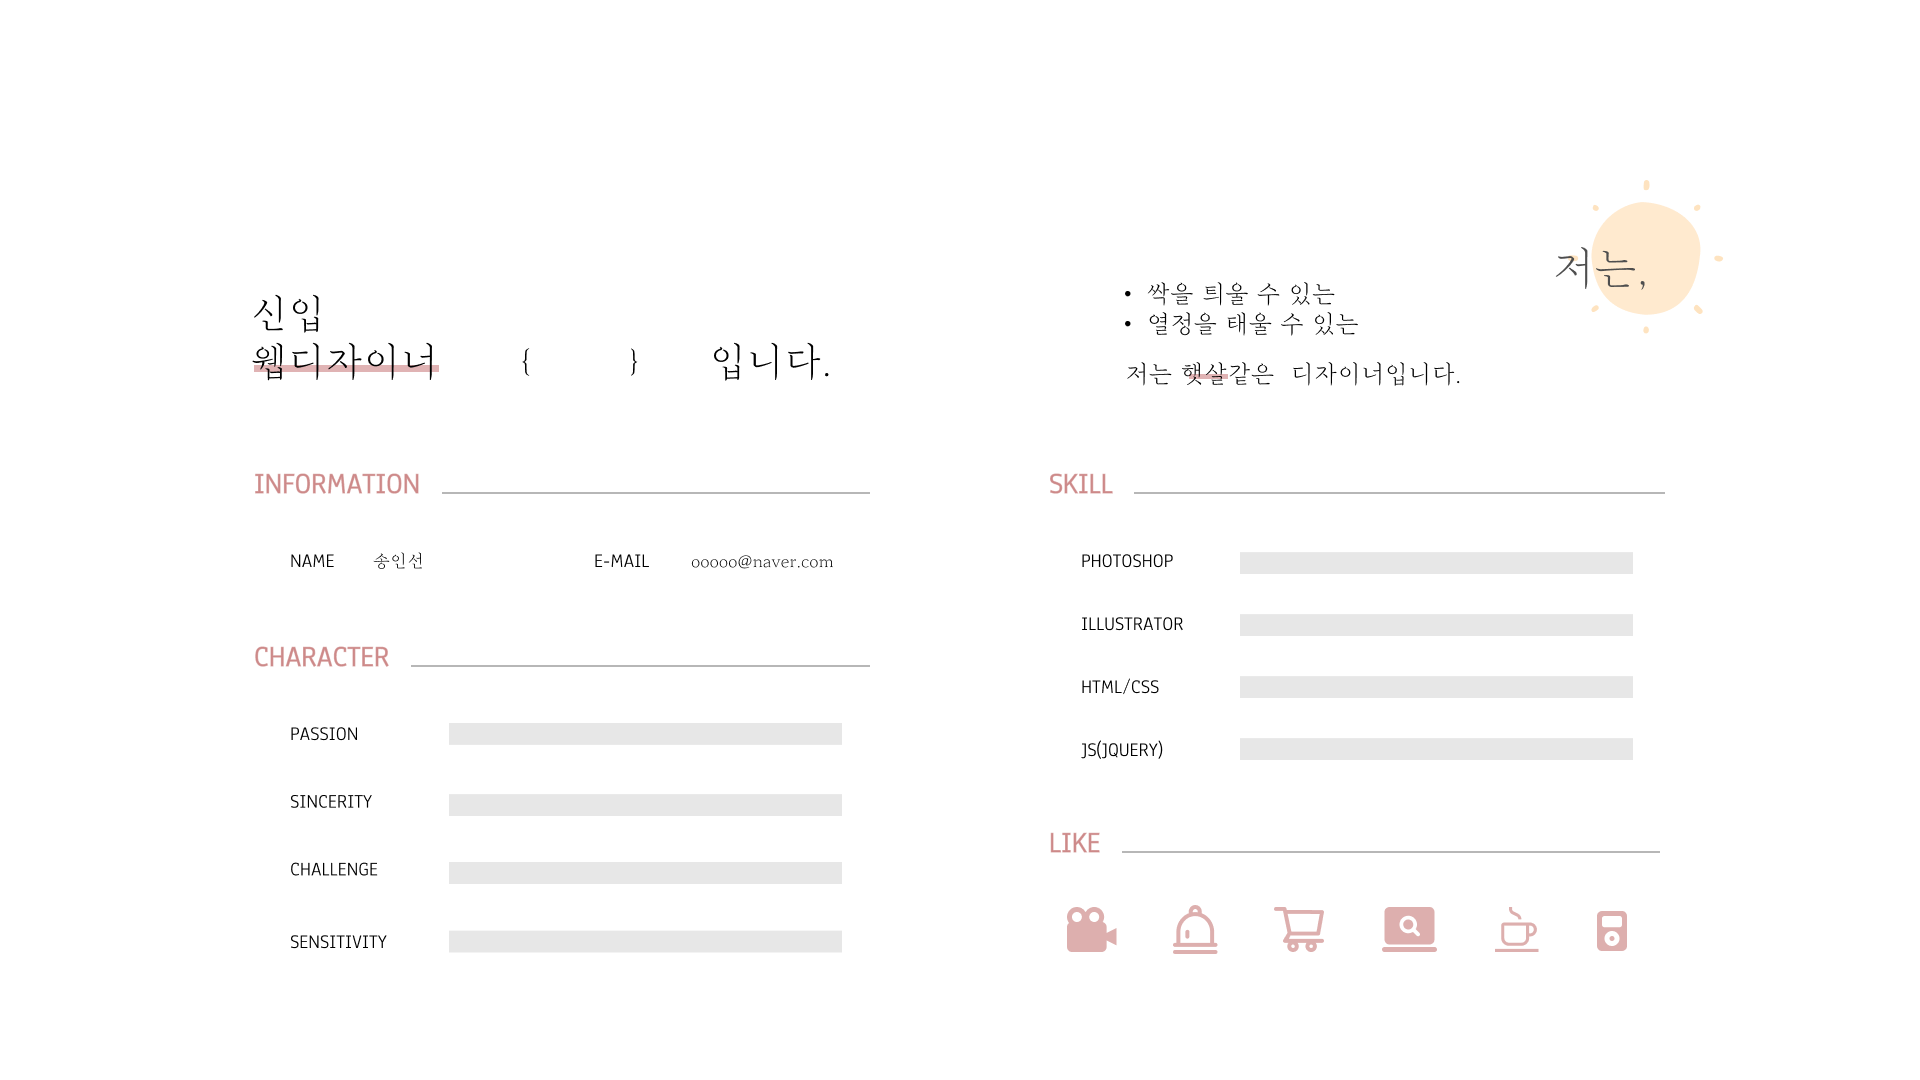 신입
웹디자이너 { } 입니다.
INFORMATION
NAME 송인선 E-MAIL ooooo@naver.com
CHARACTER
PASSION
SINCERITY
CHALLENGE
SENSITIVITY
저는,
• 싹을 틔울 수 있는
• 열정을 태울 수 있는
저는 햇살같은 디자이너입니다.
SKILL
PHOTOSHOP
ILLUSTRATOR
HTML/CSS
JS(JQUERY)
LIKE